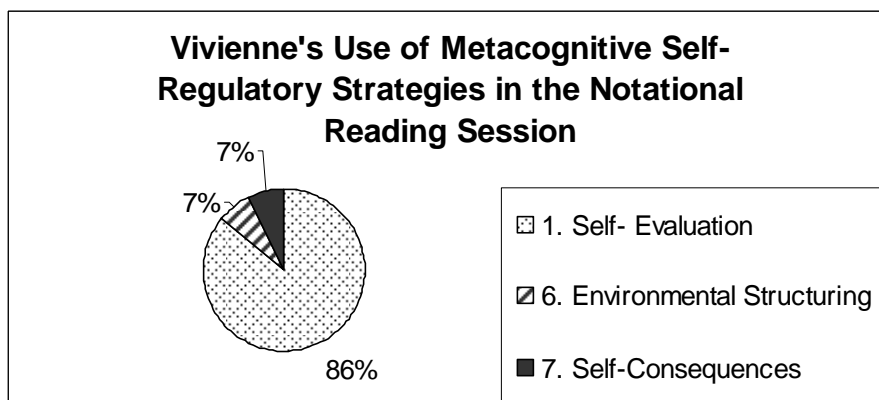 Vivienne's Use of Metacognitive Self-
Regulatory Strategies in the Notational
Reading Session
7%
7%
86%
1. Self- Evaluation
6. Environmental Structuring
7. Self-Consequences